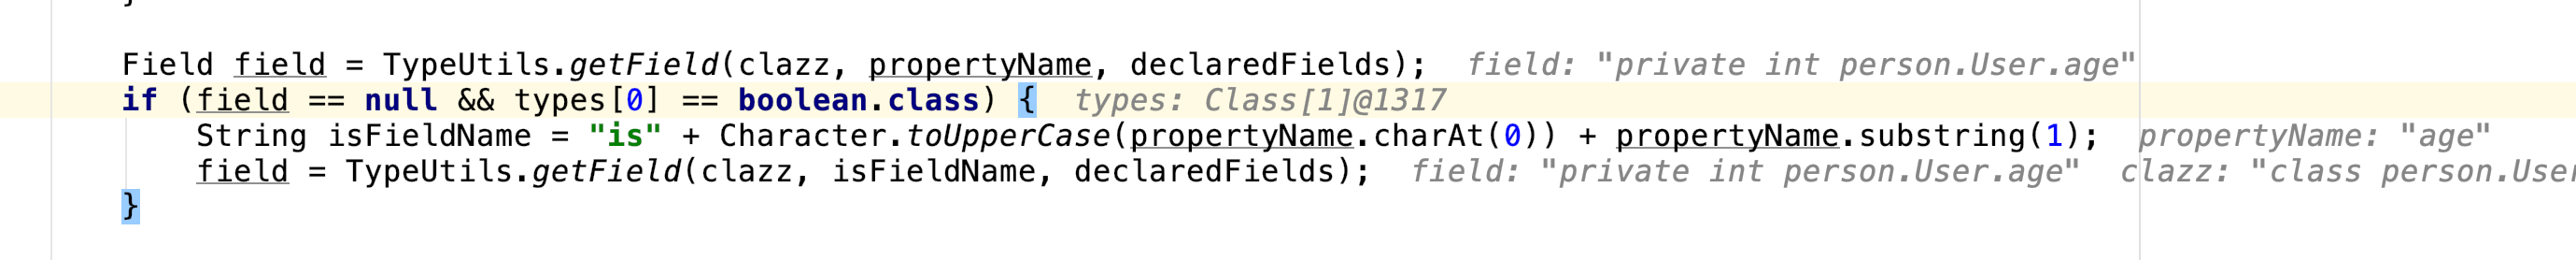 }
Field field = TypeUtils.getField(clazz, propertyName, declaredFields);  field: "private int person.User.age"
if (field == null && types[0] == boolean.class) {  types: Class[1]@1317
    String isFieldName = "is" + Character.toUpperCase(propertyName.charAt(0)) + propertyName.substring(1);  propertyName: "age"
    field = TypeUtils.getField(clazz, isFieldName, declaredFields);  field: "private int person.User.age"  clazz: "class person.User
}